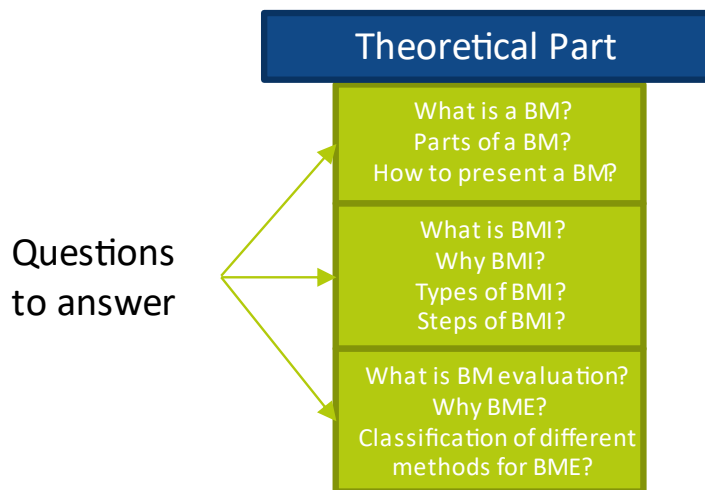 Theoretical Part
What is a BM?
Parts of a BM?
How to present a BM?
Questions
to answer
What is BMI?
Why BMI?
Types of BMI?
Steps of BMI?
What is BM evaluation?
Why BME?
Classification of different
methods for BME?